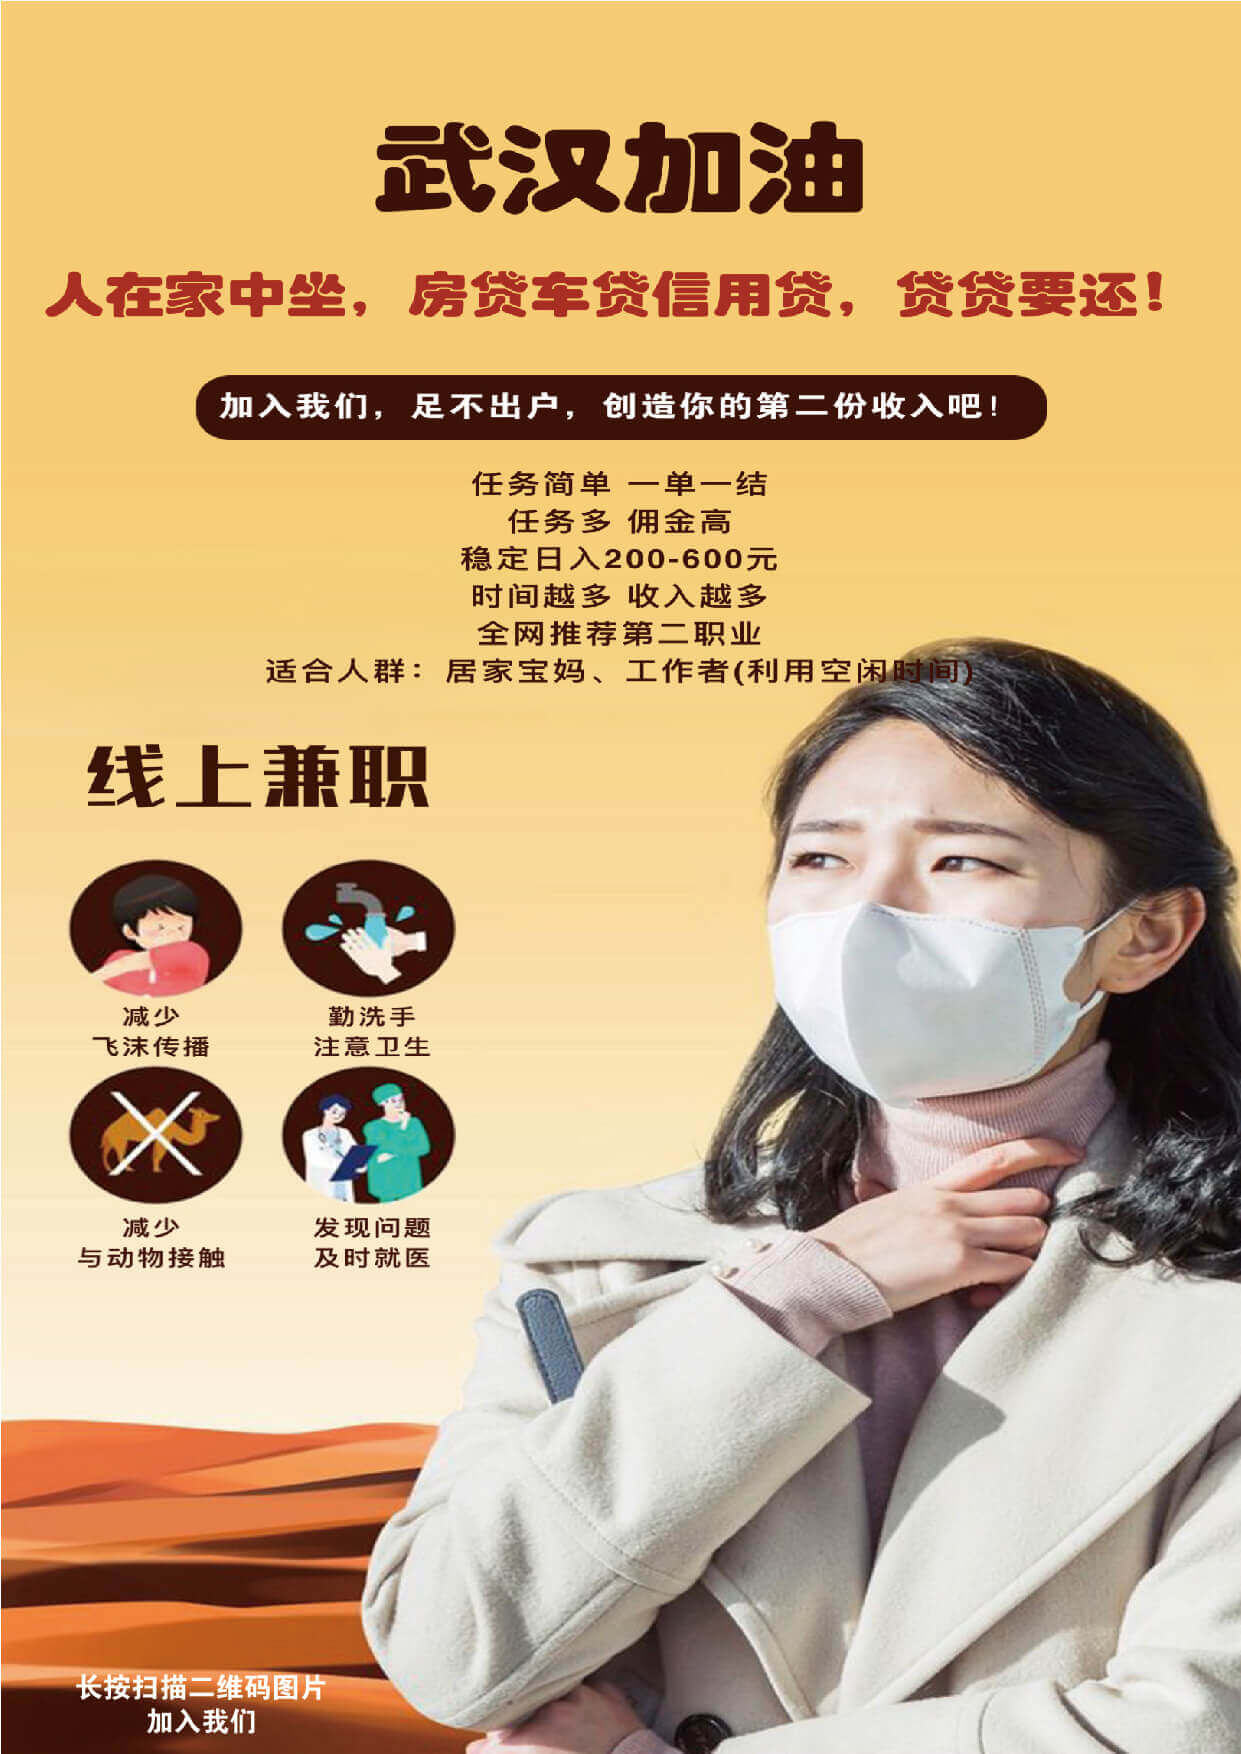 武汉加油
人在家中坐，房贷车贷信用贷，贷贷要还！
加入我们，足不出户，创造你的第二份收入吧！
任务简单 一单一结
任务多 佣金高
稳定日入200-600元
时间越多 收入越多
全网推荐第二职业
适合人群：居家宝妈、工作者(利用空闲时间)
线上兼职
减少
飞沫传播
勤洗手
注意卫生
减少
与动物接触
发现问题
及时就医
长按扫描二维码图片
加入我们